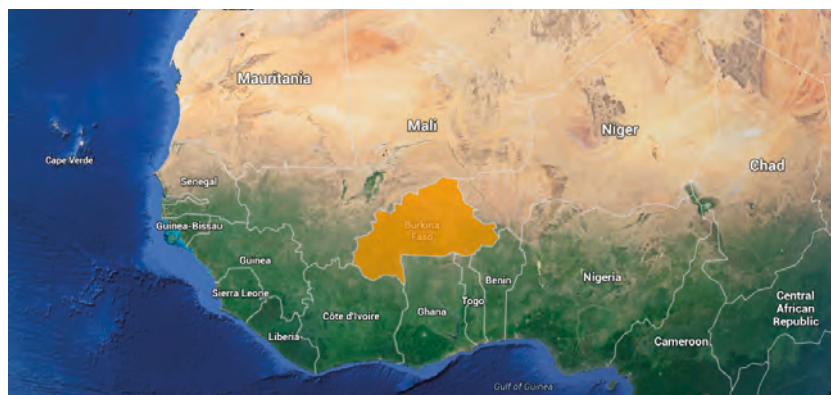 Mauritania
Mali
Niger
Chad
Cape Verde
Senegal
Guinea-Bissau
Burkina
Faso
Guinea
Benin
Nigeria
Sierra Leone
Togo
Côte d'Ivoire
Ghana
Central
African
Republic
Liberia
Cameroon
Gulf of Guinea